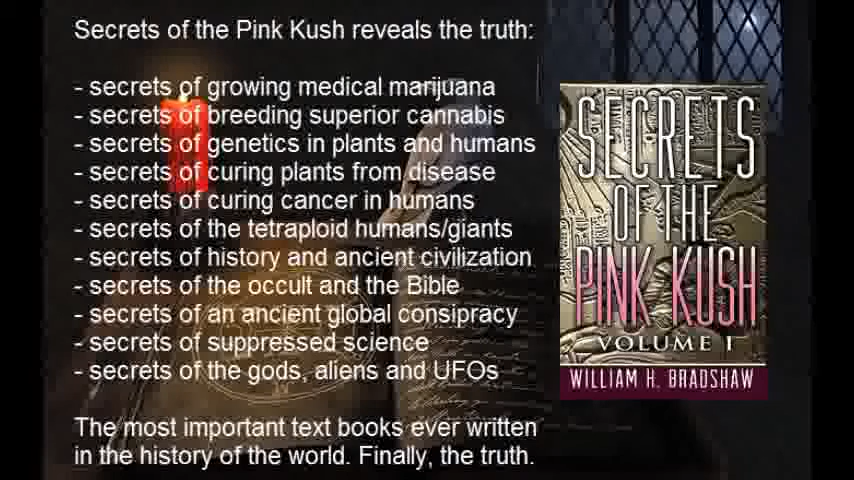 Secrets of the Pink Kush reveals the truth:
- secrets of growing medical marijuana
- secrets of breeding superior cannabis
- secrets of genetics in plants and humans
- secrets of curing plants from disease
- secrets of curing cancer in humans
- secrets of the tetraploid humans/giants
- secrets of history and ancient civilization
- secrets of the occult and the Bible
- secrets of an ancient global consipracy
- secrets of suppressed science
- secrets of the gods, aliens and UFOs
The most important text books ever written
in the history of the world. Finally, the truth.
SECRETS
OF THE
PINK KUSH
VOLUME I
WILLIAM H. BRADSHAW